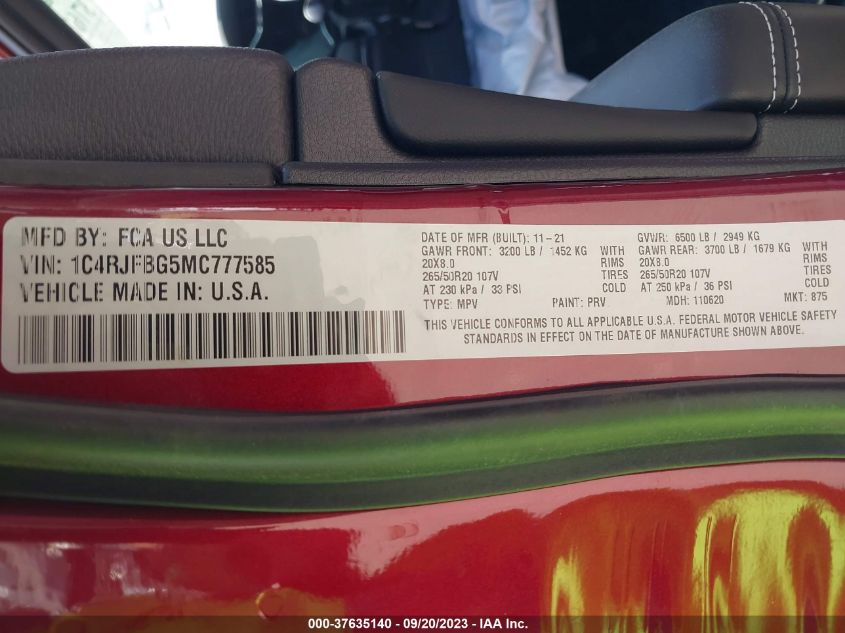 MFD BY: FCA US LLC
VIN: 1C4RJFBG5MC777585
VEHICLE MADE IN: U.S.A.
DATE OF MFR (BUILT): 11-21 GVWR: 6500 LB / 2949 KG
GAWR FRONT: 3200 LB / 1452 KG WITH GAWR REAR: 3700 LB / 1679 KG WITH
20X8.0 RIMS 20X8.0 RIMS
265/50R20 107V TIRES 265/50R20 107V TIRES
AT 230 kPa / 33 PSI COLD AT 250 kPa / 36 PSI COLD
TYPE: MPV PAINT: PRV MDH: 110620 MKT: 875
THIS VEHICLE CONFORMS TO ALL APPLICABLE U.S.A. FEDERAL MOTOR VEHICLE SAFETY
STANDARDS IN EFFECT ON THE DATE OF MANUFACTURE SHOWN ABOVE.
000-37635140 - 09/20/2023 - IAA Inc.